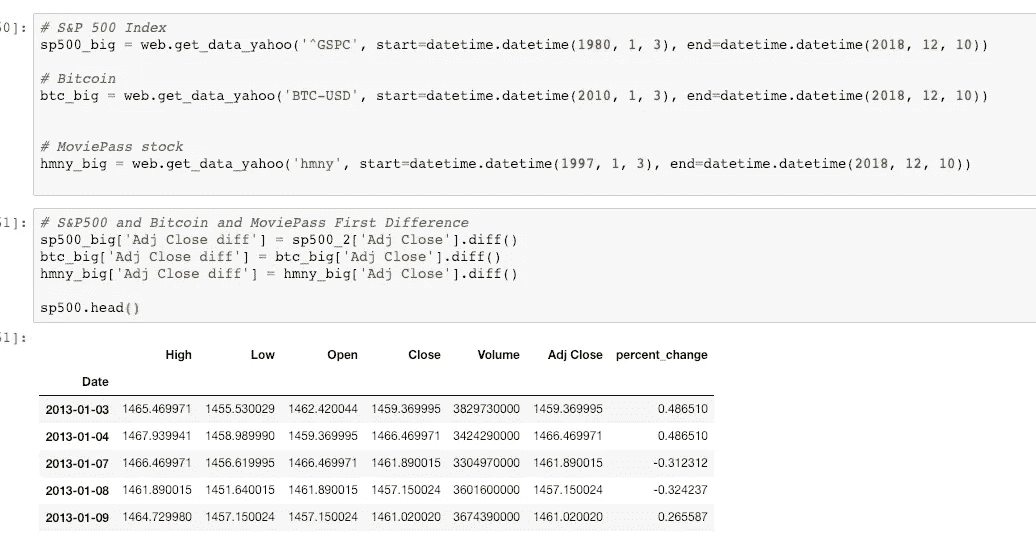 0]: # S&P 500 Index
sp500_big = web.get_data_yahoo('^GSPC', start=datetime.datetime(1980, 1, 3), end=datetime.datetime(2018, 12, 10))
# Bitcoin
btc_big = web.get_data_yahoo('BTC-USD', start=datetime.datetime(2010, 1, 3), end=datetime.datetime(2018, 12, 10))
# MoviePass stock
hmny_big = web.get_data_yahoo('hmny', start=datetime.datetime(1997, 1, 3), end=datetime.datetime(2018, 12, 10))
51]: # S&P500 and Bitcoin and MoviePass First Difference
sp500_big['Adj Close diff'] = sp500_2['Adj Close'].diff()
btc_big['Adj Close diff'] = btc_big['Adj Close'].diff()
hmny_big['Adj Close diff'] = hmny_big['Adj Close'].diff()
sp500.head()
51]:
High Low Open Close Volume Adj Close percent_change
Date
2013-01-03 1465.469971 1455.530029 1462.420044 1459.369995 3829730000 1459.369995 0.486510
2013-01-04 1467.939941 1458.989990 1459.369995 1466.469971 3424290000 1466.469971 0.486510
2013-01-07 1466.469971 1456.619995 1466.469971 1461.890015 3304970000 1461.890015 -0.312312
2013-01-08 1461.890015 1451.640015 1461.890015 1457.150024 3601600000 1457.150024 -0.324237
2013-01-09 1464.729980 1457.150024 1457.150024 1461.020020 3674390000 1461.020020 0.265587